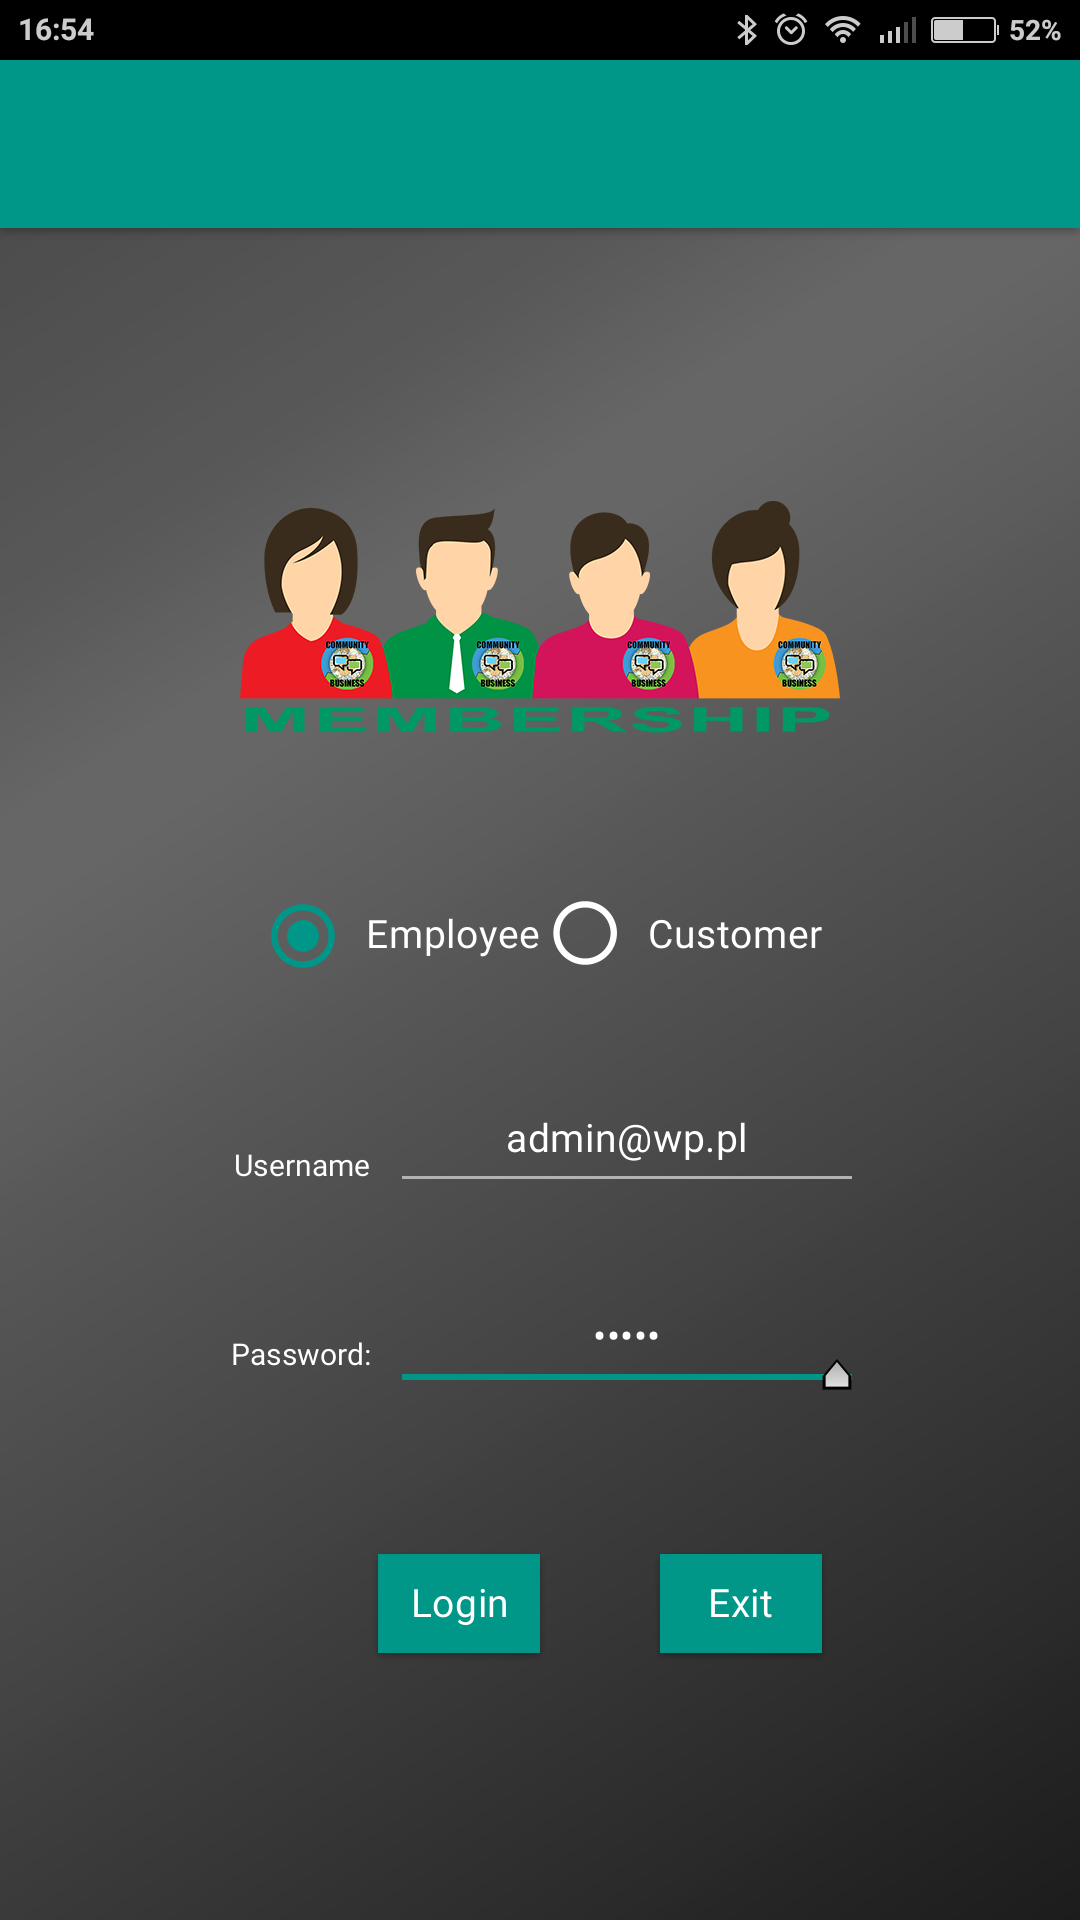 16:54 52%
COMMUNITY COMMUNITY COMMUNITY COMMUNITY
BUSINESS BUSINESS BUSINESS BUSINESS
MEMBERSHIP
Employee Customer
admin@wp.pl
Username
•••••
Password:
Login Exit